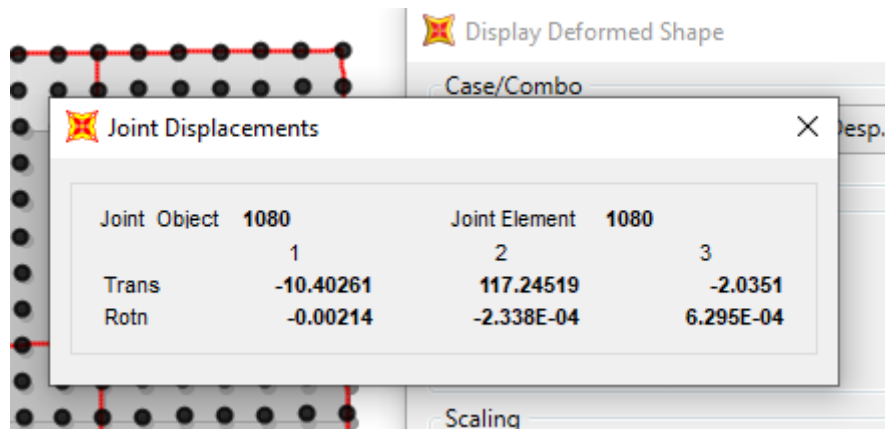 Display Deformed Shape
Case/Combo
Joint Displacements
Desp.
Joint Object 1080 Joint Element 1080
1 2 3
Trans -10.40261 117.24519 -2.0351
Rotn -0.00214 -2.338E-04 6.295E-04
Scaling